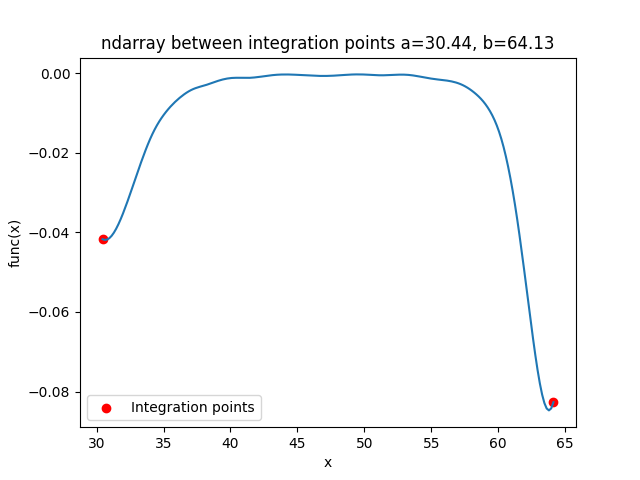 ndarray between integration points a=30.44, b=64.13
0.00
−0.02
−0.04
−0.06
−0.08
func(x)
Integration points
30 35 40 45 50 55 60 65
x